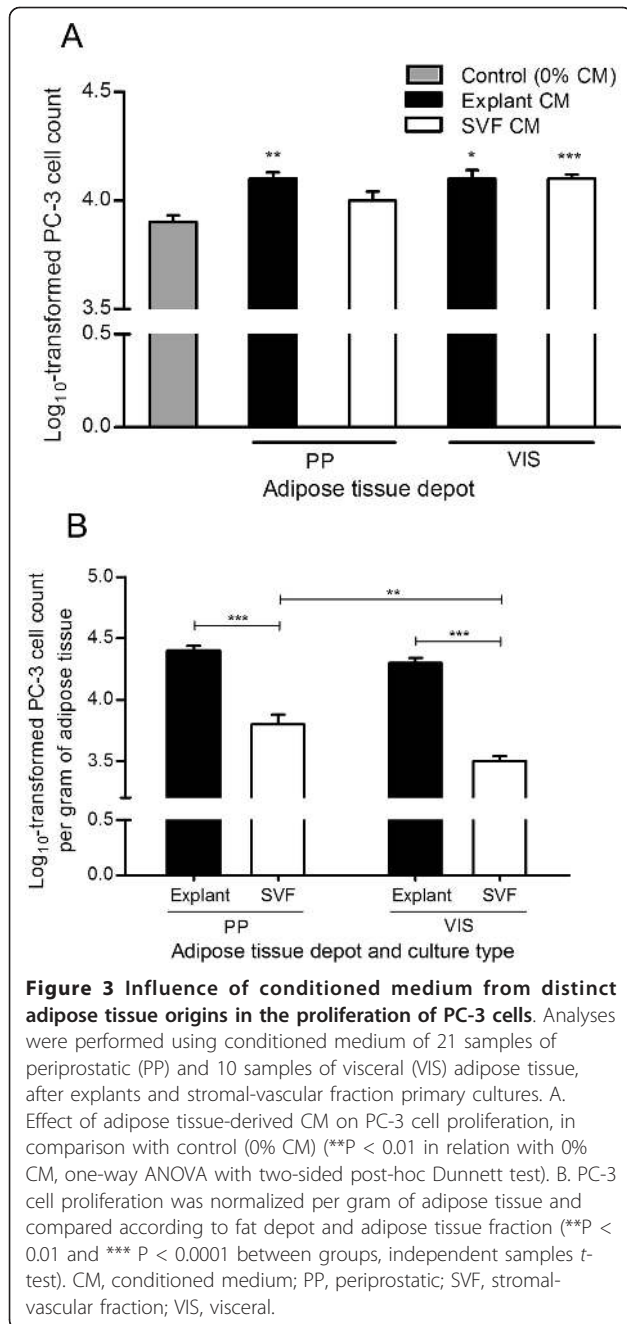 A
Control (0% CM)
Explant CM
SVF CM
4.5
4.0
3.5
0.5
0.0
Log₁₀-transformed PC-3 cell count
** * ***
PP VIS
Adipose tissue depot
B
5.0
4.5
4.0
3.5
0.5
0.0
Log₁₀-transformed PC-3 cell count
per gram of adipose tissue
**
*** ***
Explant SVF Explant SVF
PP VIS
Adipose tissue depot and culture type
Figure 3 Influence of conditioned medium from distinct
adipose tissue origins in the proliferation of PC-3 cells. Analyses
were performed using conditioned medium of 21 samples of
periprostatic (PP) and 10 samples of visceral (VIS) adipose tissue,
after explants and stromal-vascular fraction primary cultures. A.
Effect of adipose tissue-derived CM on PC-3 cell proliferation, in
comparison with control (0% CM) (**P < 0.01 in relation with 0%
CM, one-way ANOVA with two-sided post-hoc Dunnett test). B. PC-3
cell proliferation was normalized per gram of adipose tissue and
compared according to fat depot and adipose tissue fraction (**P <
0.01 and *** P < 0.0001 between groups, independent samples t-
test). CM, conditioned medium; PP, periprostatic; SVF, stromal-
vascular fraction; VIS, visceral.